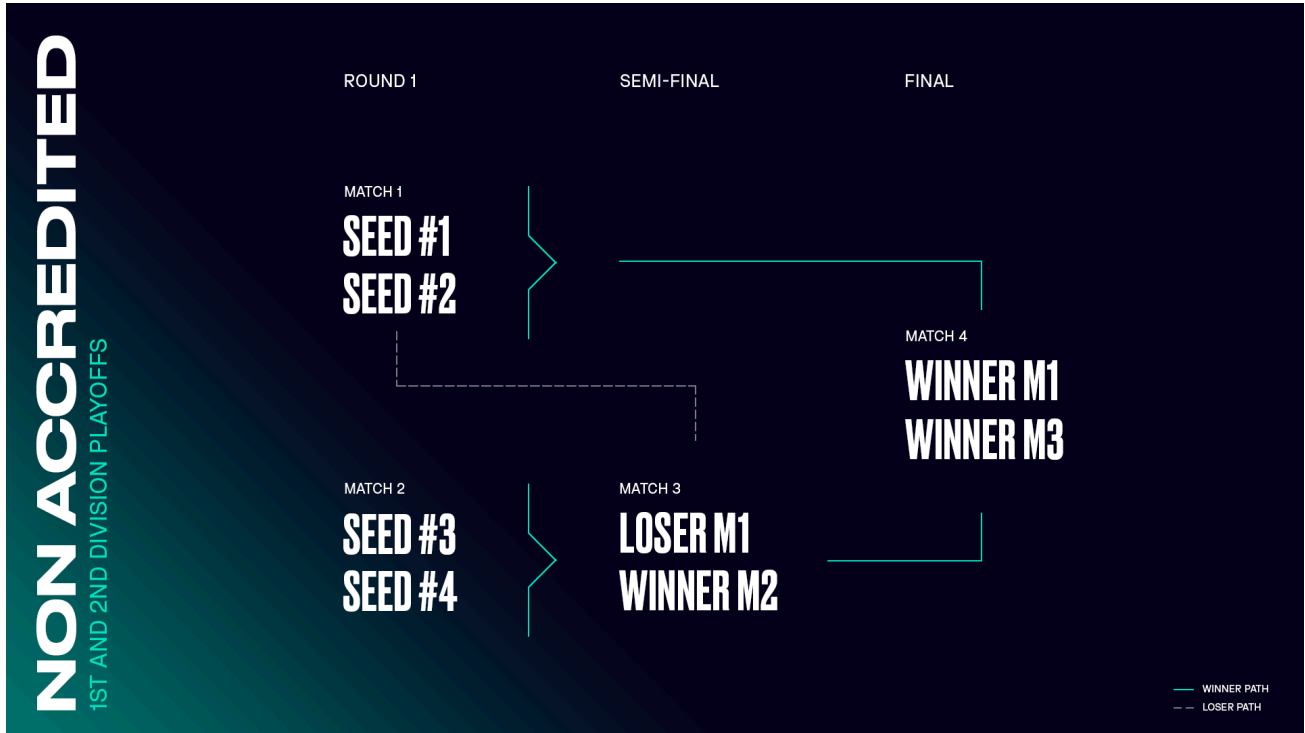 NON ACCREDITED
1ST AND 2ND DIVISION PLAYOFFS
ROUND 1
SEMI-FINAL
FINAL
MATCH 1
SEED #1
SEED #2
MATCH 2
SEED #3
SEED #4
MATCH 3
LOSER M1
WINNER M2
MATCH 4
WINNER M1
WINNER M3
WINNER PATH
LOSER PATH